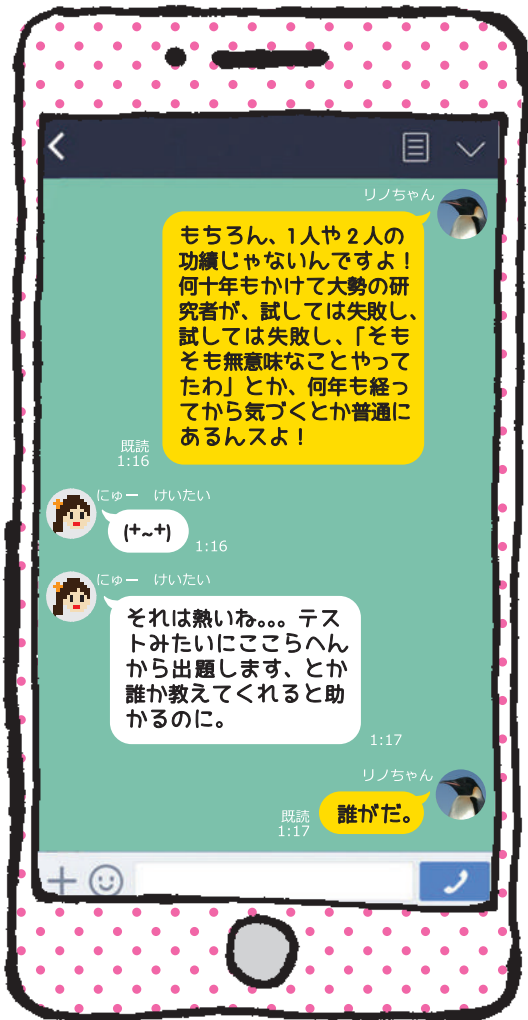 リノちゃん
もちろん、1人や2人の
功績じゃないんですよ！
何十年もかけて大勢の研
究者が、試しては失敗し、
試しては失敗し、「そも
そも無意味なことやって
たわ」とか、何年も経っ
てから気づくとか普通に
あるんスよ！
既読
1:16
にゅー　けいたい
(+~+)
1:16
にゅー　けいたい
それは熱いね。。。テス
トみたいにここらへん
から出題します、とか
誰か教えてくれると助
かるのに。
1:17
リノちゃん
誰がだ。
既読
1:17